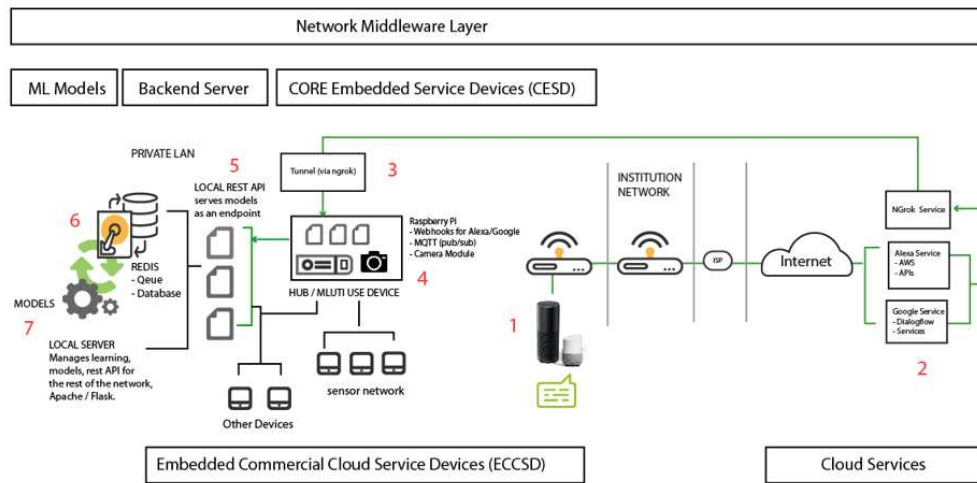 Network Middleware Layer
ML Models
Backend Server
CORE Embedded Service Devices (CESD)
PRIVATE LAN
5
LOCAL REST API
serves models
as an endpoint
Tunnel (via ngrok)
3
INSTITUTION
NETWORK
NGrok Service
6
Raspberry Pi
- Webhooks for Alexa/Google
- MQTT (pub/sub)
- Camera Module
ISP
Internet
Alexa Service
- AWS
- APIs
REDIS
- Qeue
- Database
HUB / MLUTI USE DEVICE
4
MODELS
7
1
Google Service
- Dialogflow
- Services
2
LOCAL SERVER
Manages learning,
models, rest API for
the rest of the network,
Apache / Flask.
sensor network
Other Devices
Embedded Commercial Cloud Service Devices (ECCSD)
Cloud Services